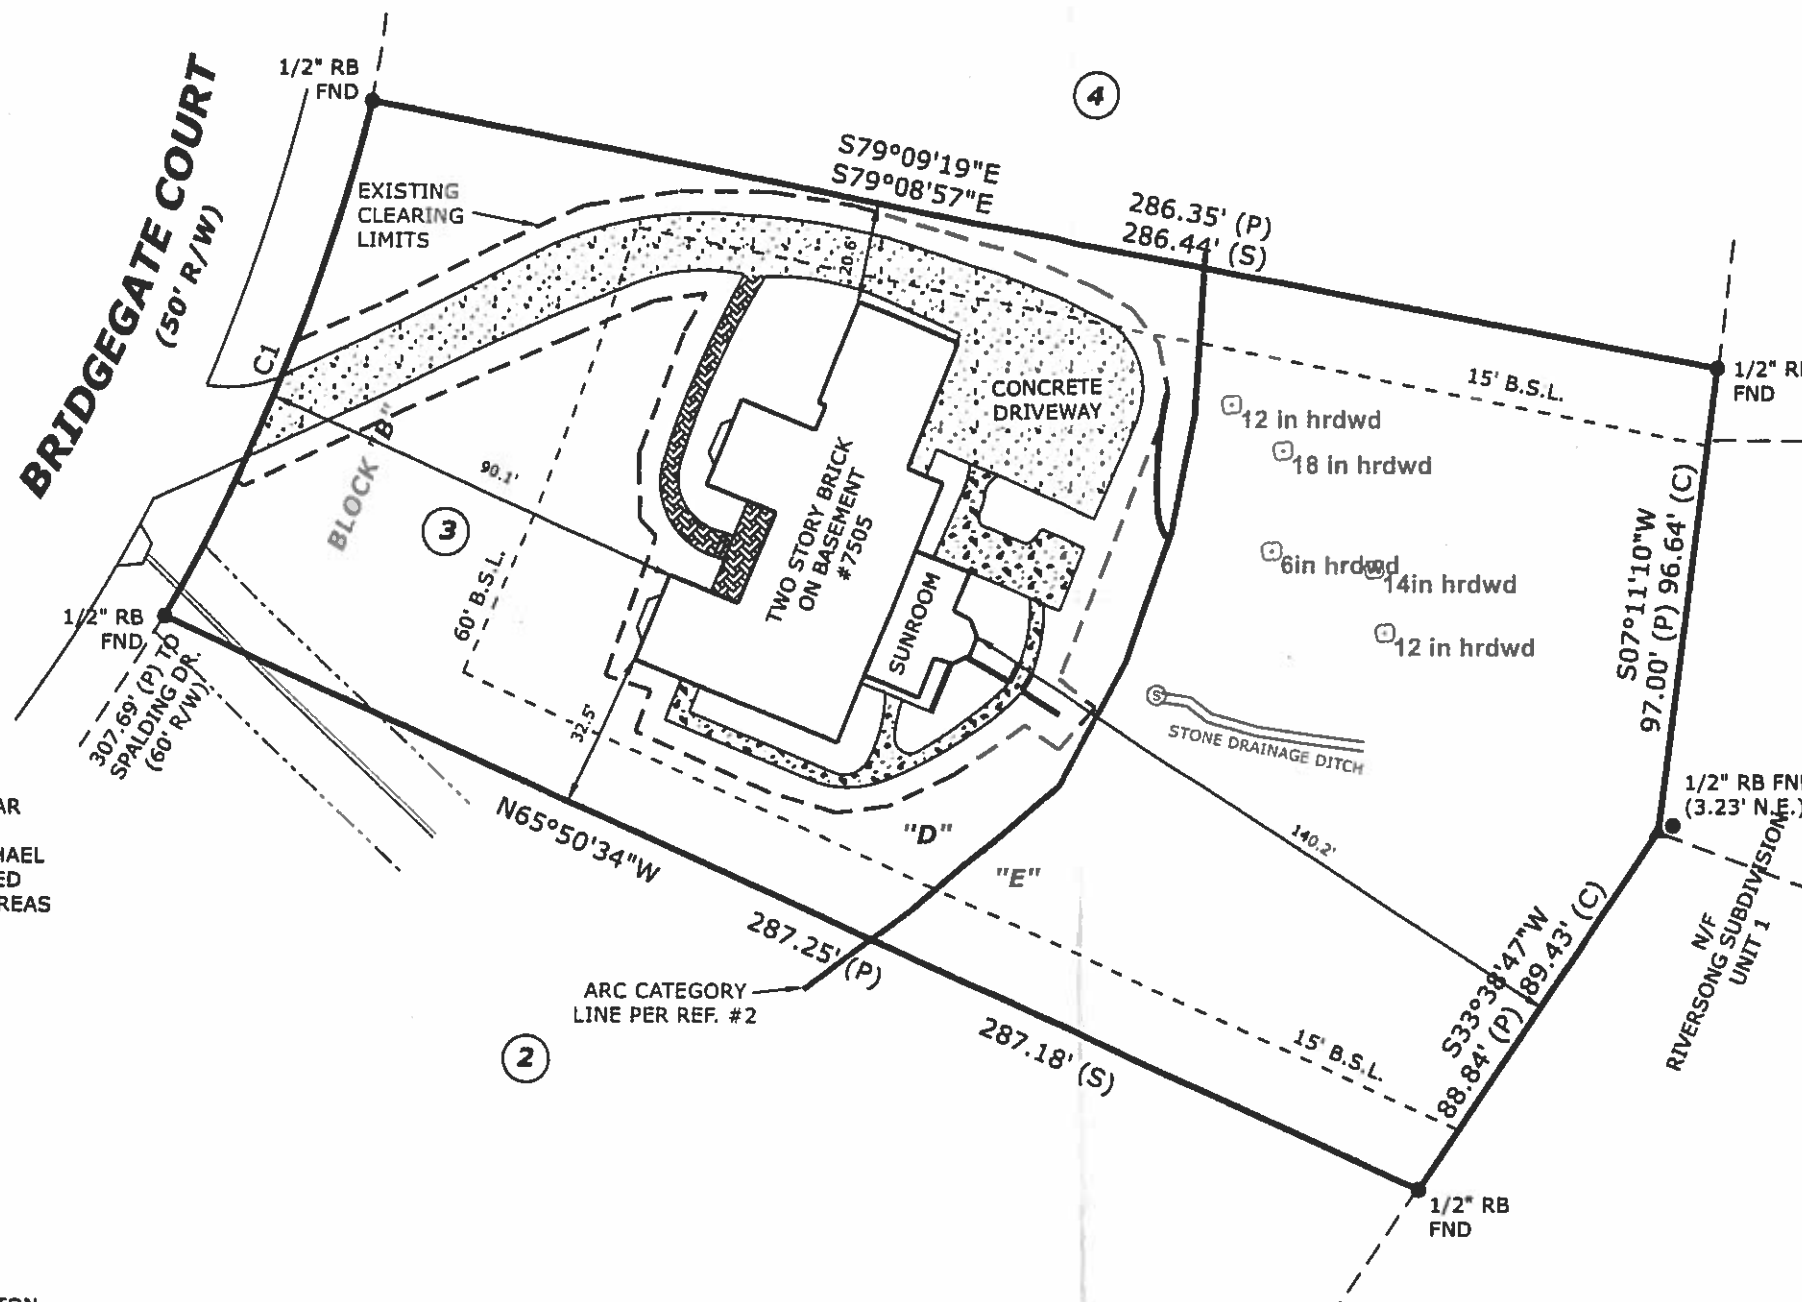 BRIDGEGATE COURT
(50' R/W)
1/2" RB
FND
4
S79°09'19"E
S79°08'57"E
286.35' (P)
286.44' (S)
EXISTING
CLEARING
LIMITS
20.6'
C1
CONCRETE
DRIVEWAY
15' B.S.L.
FND
12 in hrdwd
18 in hrdwd
6in hrdwd
14in hrdwd
12 in hrdwd
BLOCK "B"
90.1'
3
60' B.S.L.
TWO STORY BRICK
ON BASEMENT
#7505
SUNROOM
S07°11'10"W
97.00' (P) 96.64' (C)
1/2" RB
FND
307.69' (P) TO
SPALDING DR.
(60' R/W)
32.5'
S
STONE DRAINAGE DITCH
1/2" RB
(3.23' N.E.)
AR
HAEL
ED
REAS
N65°50'34"W
"D"
"E"
140.2'
287.25' (P)
287.18' (S)
ARC CATEGORY
LINE PER REF. #2
2
15' B.S.L.
S33°38'47"W
88.84' (P) 89.43' (C)
N/F
RIVERSONG SUBDIVISION
UNIT 1
1/2" RB
FND